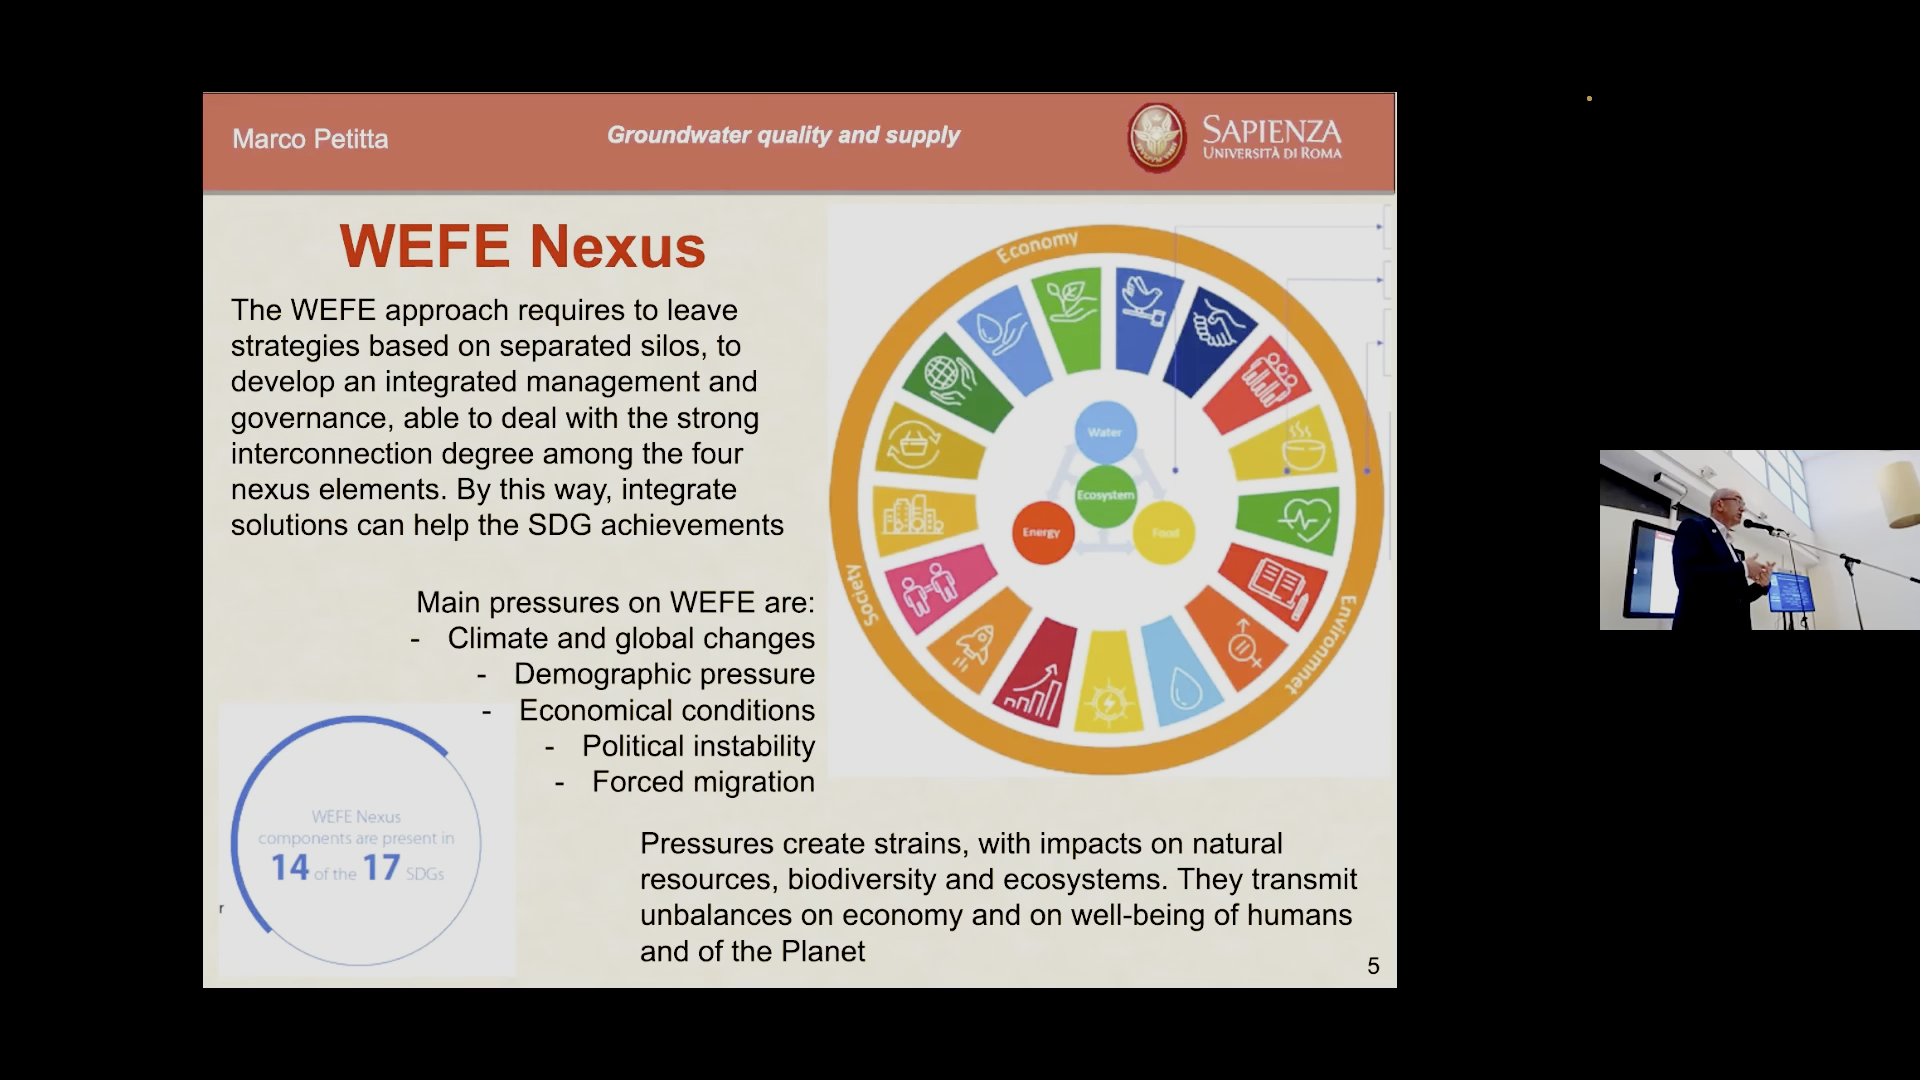 Marco Petitta
Groundwater quality and supply
SAPIENZA
UNIVERSITÀ DI ROMA
WEFE Nexus
The WEFE approach requires to leave
strategies based on separated silos, to
develop an integrated management and
governance, able to deal with the strong
interconnection degree among the four
nexus elements. By this way, integrate
solutions can help the SDG achievements
Main pressures on WEFE are:
- Climate and global changes
- Demographic pressure
- Economical conditions
- Political instability
- Forced migration
Economy
Society
Environmnet
Water
Ecosystem
Energy
Food
WEFE Nexus
components are present in
14 of the 17 SDGs
r
Pressures create strains, with impacts on natural
resources, biodiversity and ecosystems. They transmit
unbalances on economy and on well-being of humans
and of the Planet
5